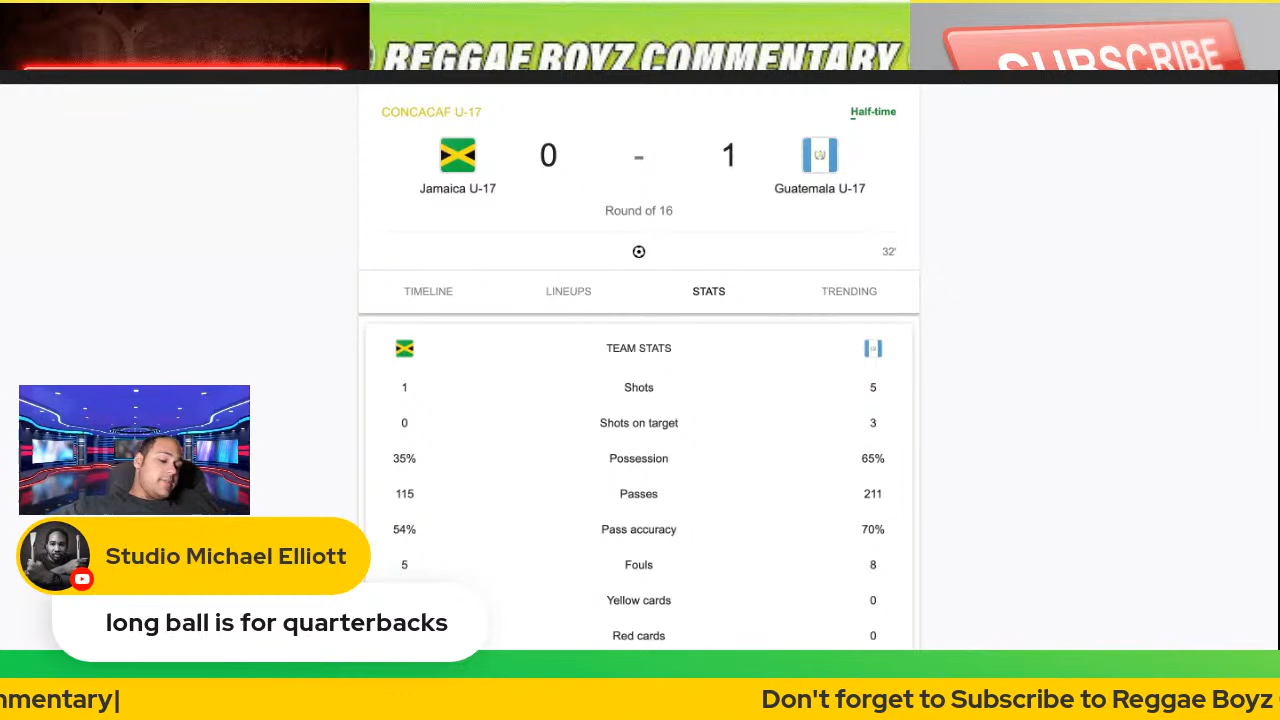 REGGAE BOYZ COMMENTARY
SUBSCRIBE
CONCACAF U-17
Half-time
0 - 1
Jamaica U-17
Guatemala U-17
Round of 16
32'
TIMELINE LINEUPS STATS TRENDING
TEAM STATS
1 Shots 5
0 Shots on target 3
35% Possession 65%
115 Passes 211
54% Pass accuracy 70%
5 Fouls 8
Yellow cards 0
Red cards 0
Studio Michael Elliott
long ball is for quarterbacks
mmentary| Don't forget to Subscribe to Reggae Boyz